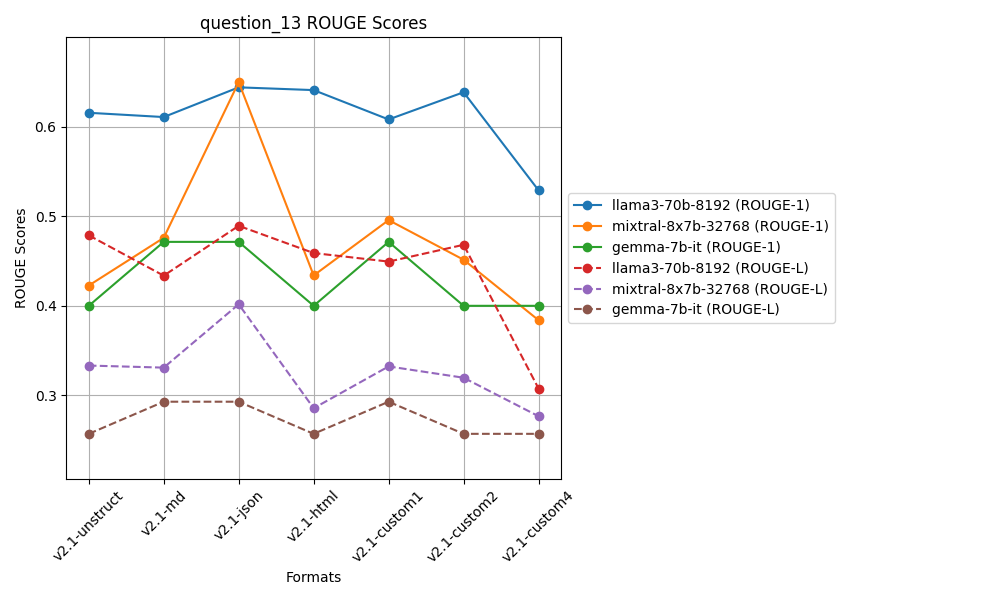 question_13 ROUGE Scores
ROUGE Scores
0.6
0.5
0.4
0.3
v2.1-unstruct
v2.1-md
v2.1-json
v2.1-html
v2.1-custom1
v2.1-custom2
v2.1-custom4
Formats
llama3-70b-8192 (ROUGE-1)
mixtral-8x7b-32768 (ROUGE-1)
gemma-7b-it (ROUGE-1)
llama3-70b-8192 (ROUGE-L)
mixtral-8x7b-32768 (ROUGE-L)
gemma-7b-it (ROUGE-L)